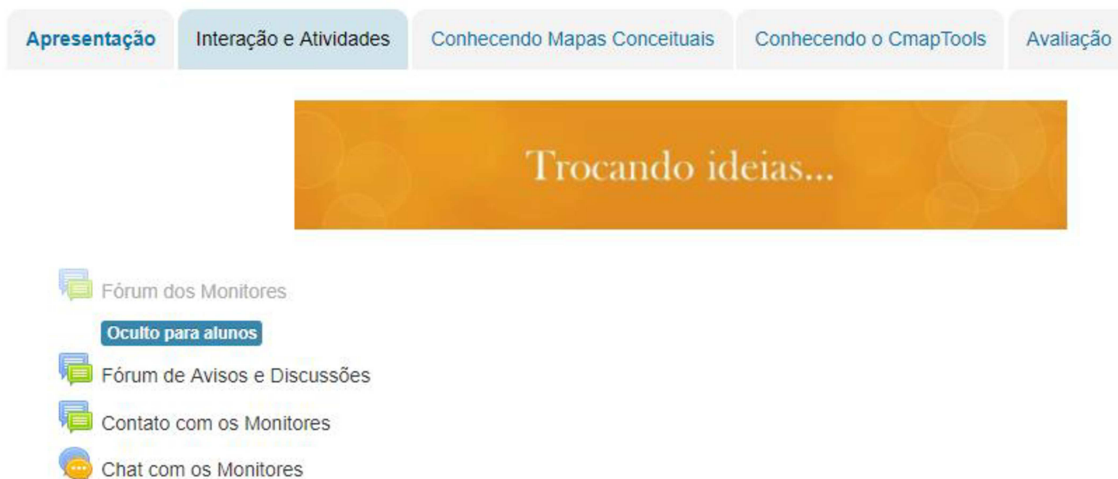 Apresentação Interação e Atividades Conhecendo Mapas Conceituais Conhecendo o CmapTools Avaliação
Trocando ideias...
Fórum dos Monitores
Oculto para alunos
Fórum de Avisos e Discussões
Contato com os Monitores
Chat com os Monitores